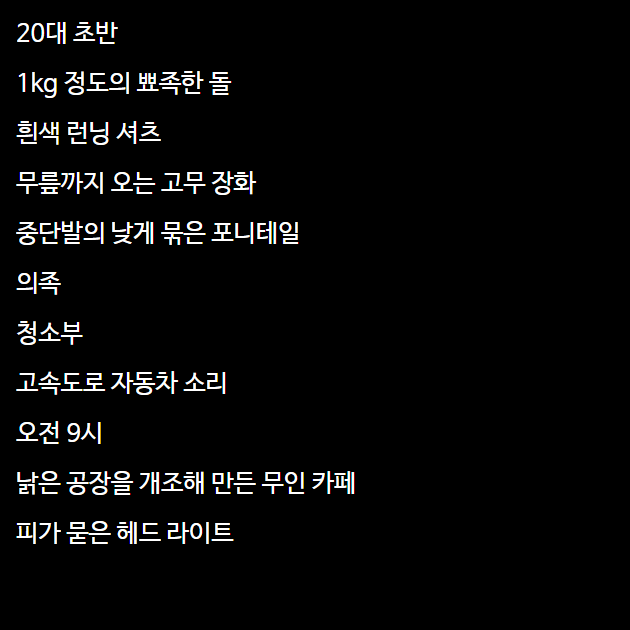 20대 초반
1kg 정도의 뾰족한 돌
흰색 런닝 셔츠
무릎까지 오는 고무 장화
중단발의 낮게 묶은 포니테일
의족
청소부
고속도로 자동차 소리
오전 9시
낡은 공장을 개조해 만든 무인 카페
피가 묻은 헤드 라이트